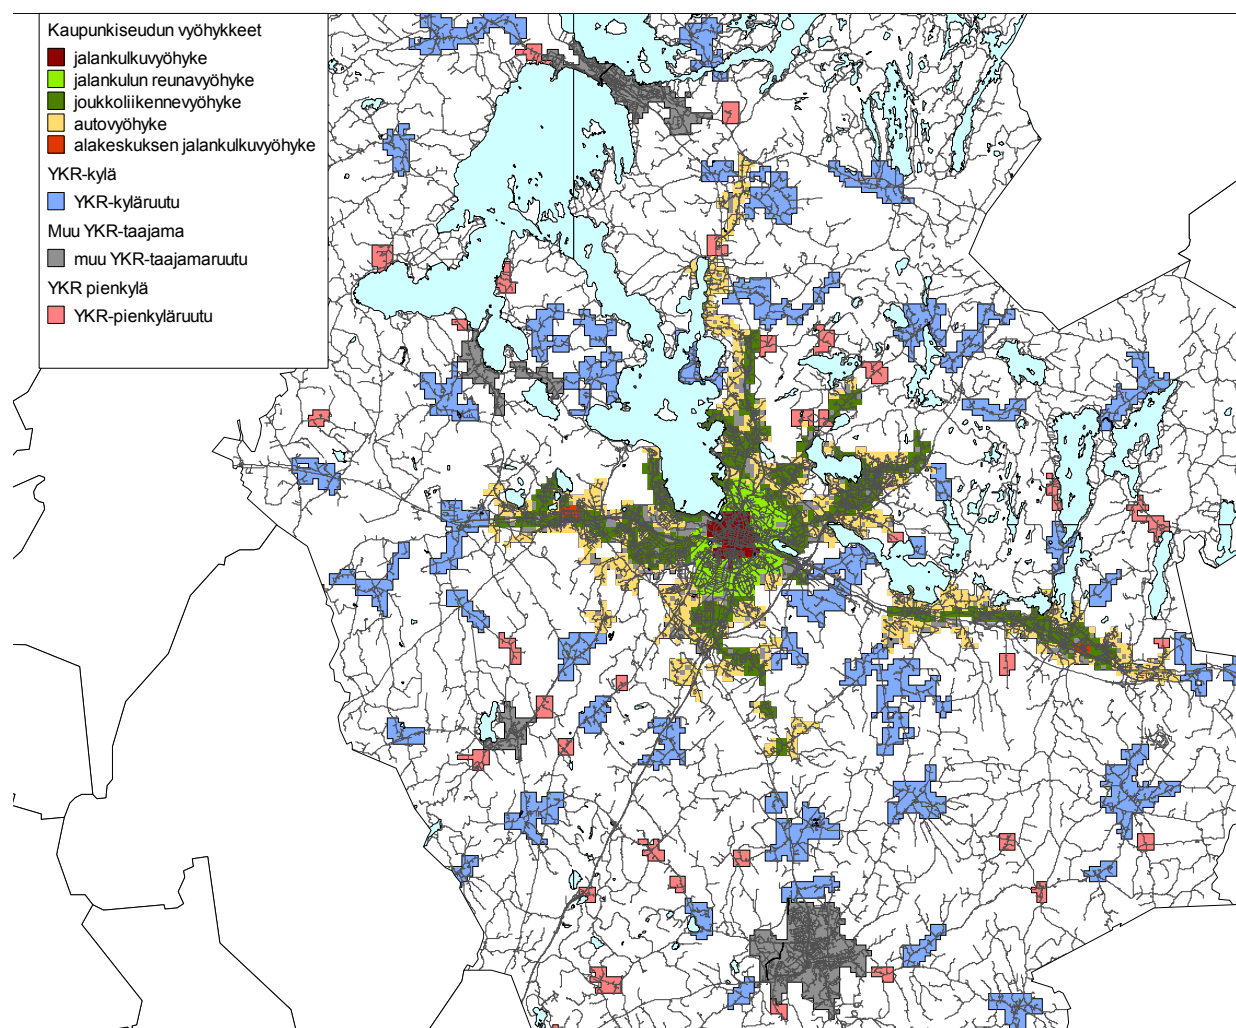 Kaupunkiseudun vyöhykkeet
jalankulkuvyöhyke
jalankulun reunavyöhyke
joukkoliikennevyöhyke
autovyöhyke
alakeskuksen jalankulkuvyöhyke
YKR-kylä
YKR-kyläruutu
Muu YKR-taajama
muu YKR-taajamaruutu
YKR pienkylä
YKR-pienkyläruutu